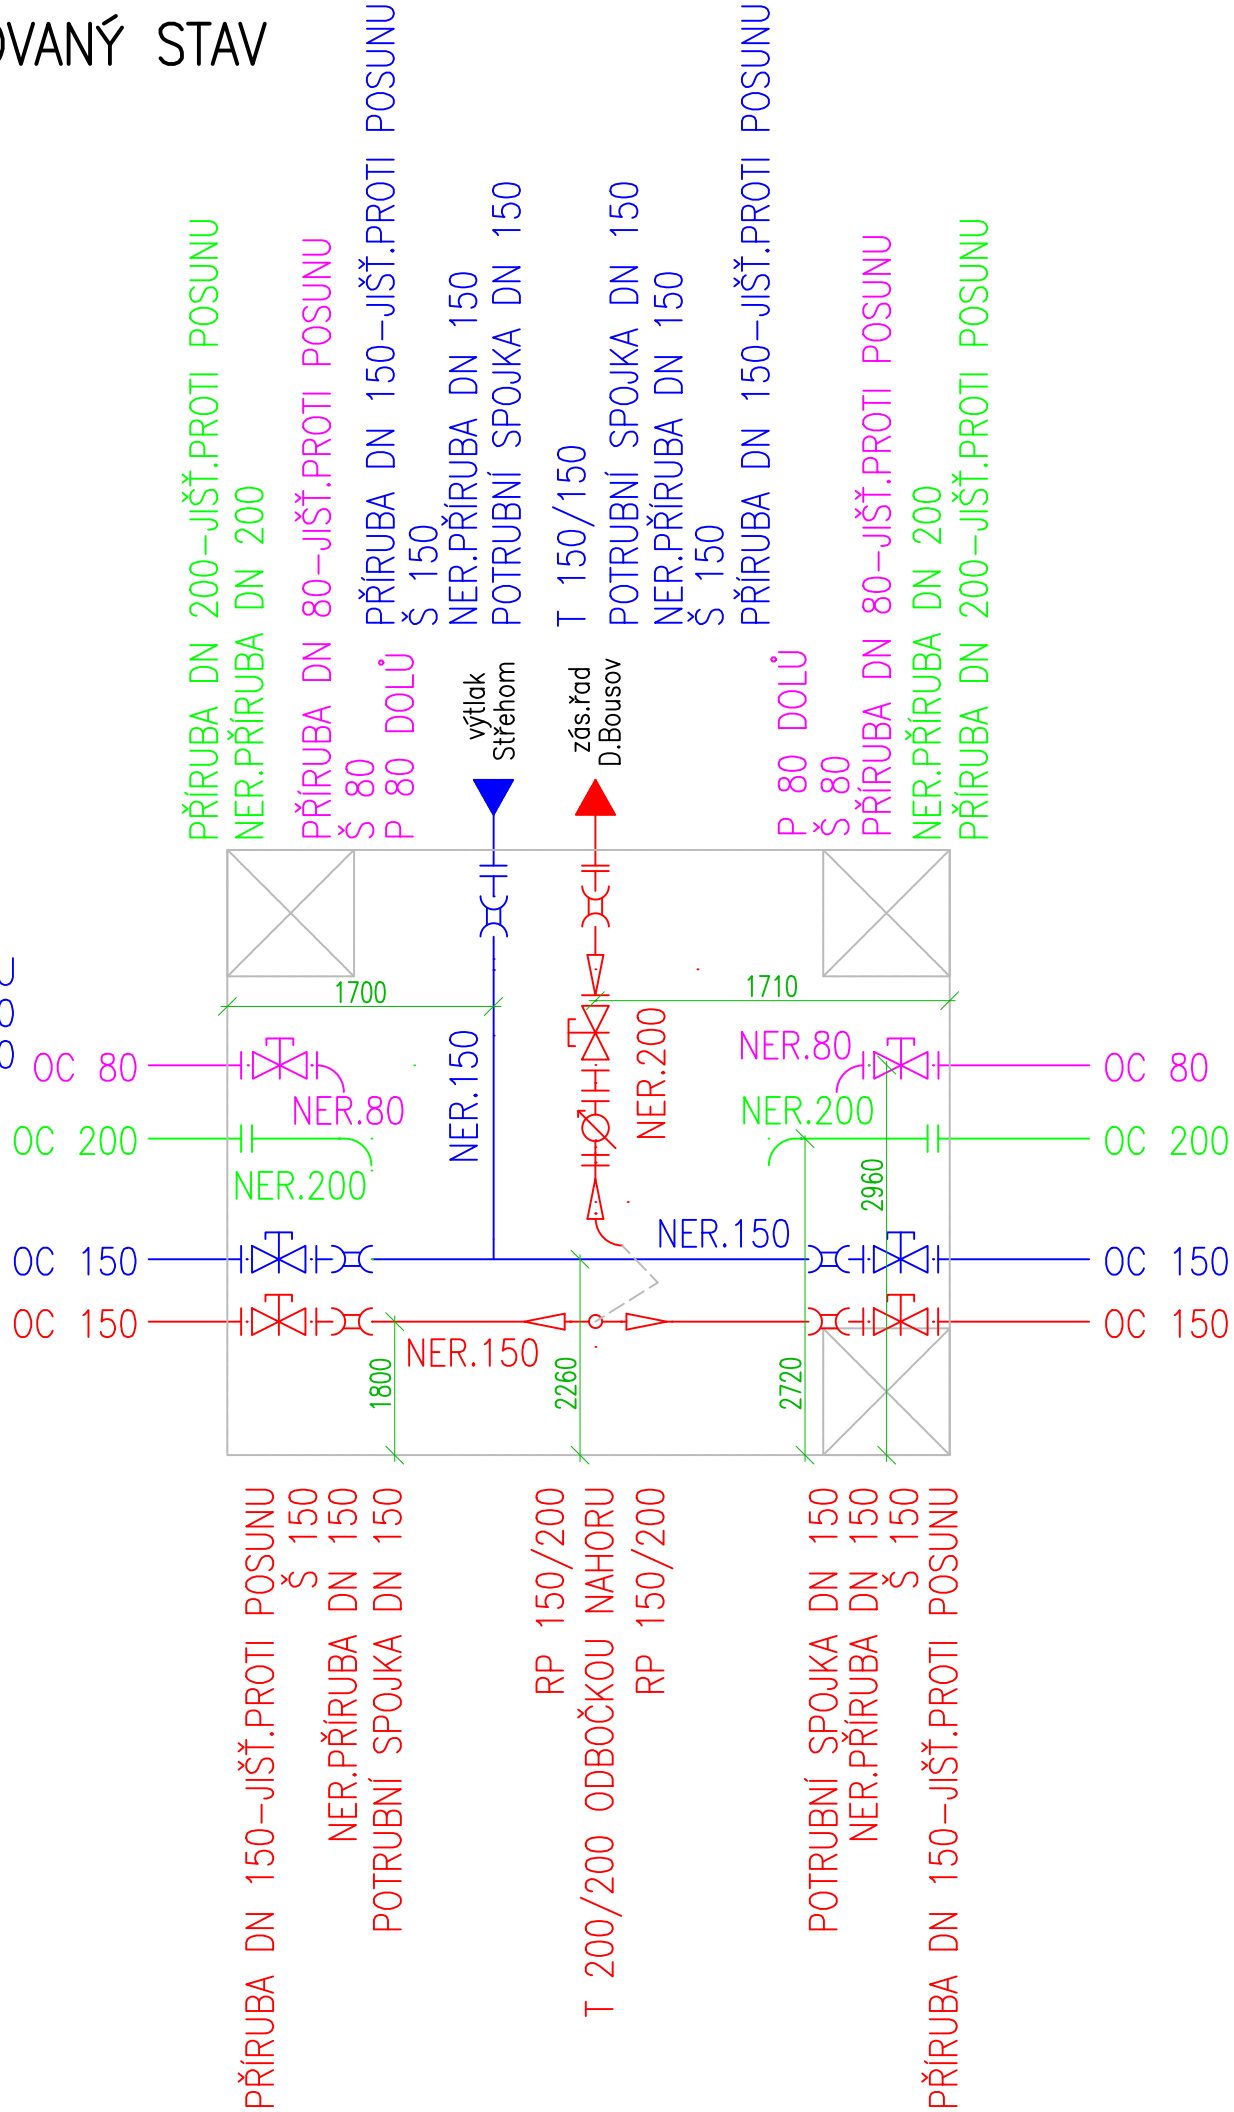 OVANÝ STAV
PŘÍRUBA DN 200-JIŠŤ.PROTI POSUNU
NER.PŘÍRUBA DN 200
PŘÍRUBA DN 80-JIŠŤ.PROTI POSUNU
Š 80
P 80 DOLŮ
PŘÍRUBA DN 150-JIŠŤ.PROTI POSUNU
Š 150
NER.PŘÍRUBA DN 150
POTRUBNÍ SPOJKA DN 150
T 150/150
POTRUBNÍ SPOJKA DN 150
NER.PŘÍRUBA DN 150
Š 150
PŘÍRUBA DN 150-JIŠŤ.PROTI POSUNU
P 80 DOLŮ
Š 80
PŘÍRUBA DN 80-JIŠŤ.PROTI POSUNU
NER.PŘÍRUBA DN 200
PŘÍRUBA DN 200-JIŠŤ.PROTI POSUNU
výtlak
Střehom
zás.řad
D.Bousov
U
0
0
1700
1710
OC 80
NER.80
NER.150
NER.200
NER.80
OC 80
OC 200
NER.200
NER.200
OC 200
2960
OC 150
NER.150
OC 150
OC 150
NER.150
OC 150
1800
2260
2720
PŘÍRUBA DN 150-JIŠŤ.PROTI POSUNU
Š 150
NER.PŘÍRUBA DN 150
POTRUBNÍ SPOJKA DN 150
RP 150/200
T 200/200 ODBOČKOU NAHORU
RP 150/200
POTRUBNÍ SPOJKA DN 150
NER.PŘÍRUBA DN 150
Š 150
PŘÍRUBA DN 150-JIŠŤ.PROTI POSUNU